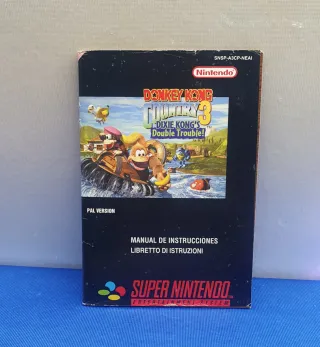 SNSP-A3CP-NEAI
Nintendo
DONKEY KONG
COUNTRY 3
DIXIE KONG'S
Double Trouble!
PAL VERSION
MANUAL DE INSTRUCCIONES
LIBRETTO DI ISTRUZIONI
SUPER NINTENDO
ENTERTAINMENT SYSTEM